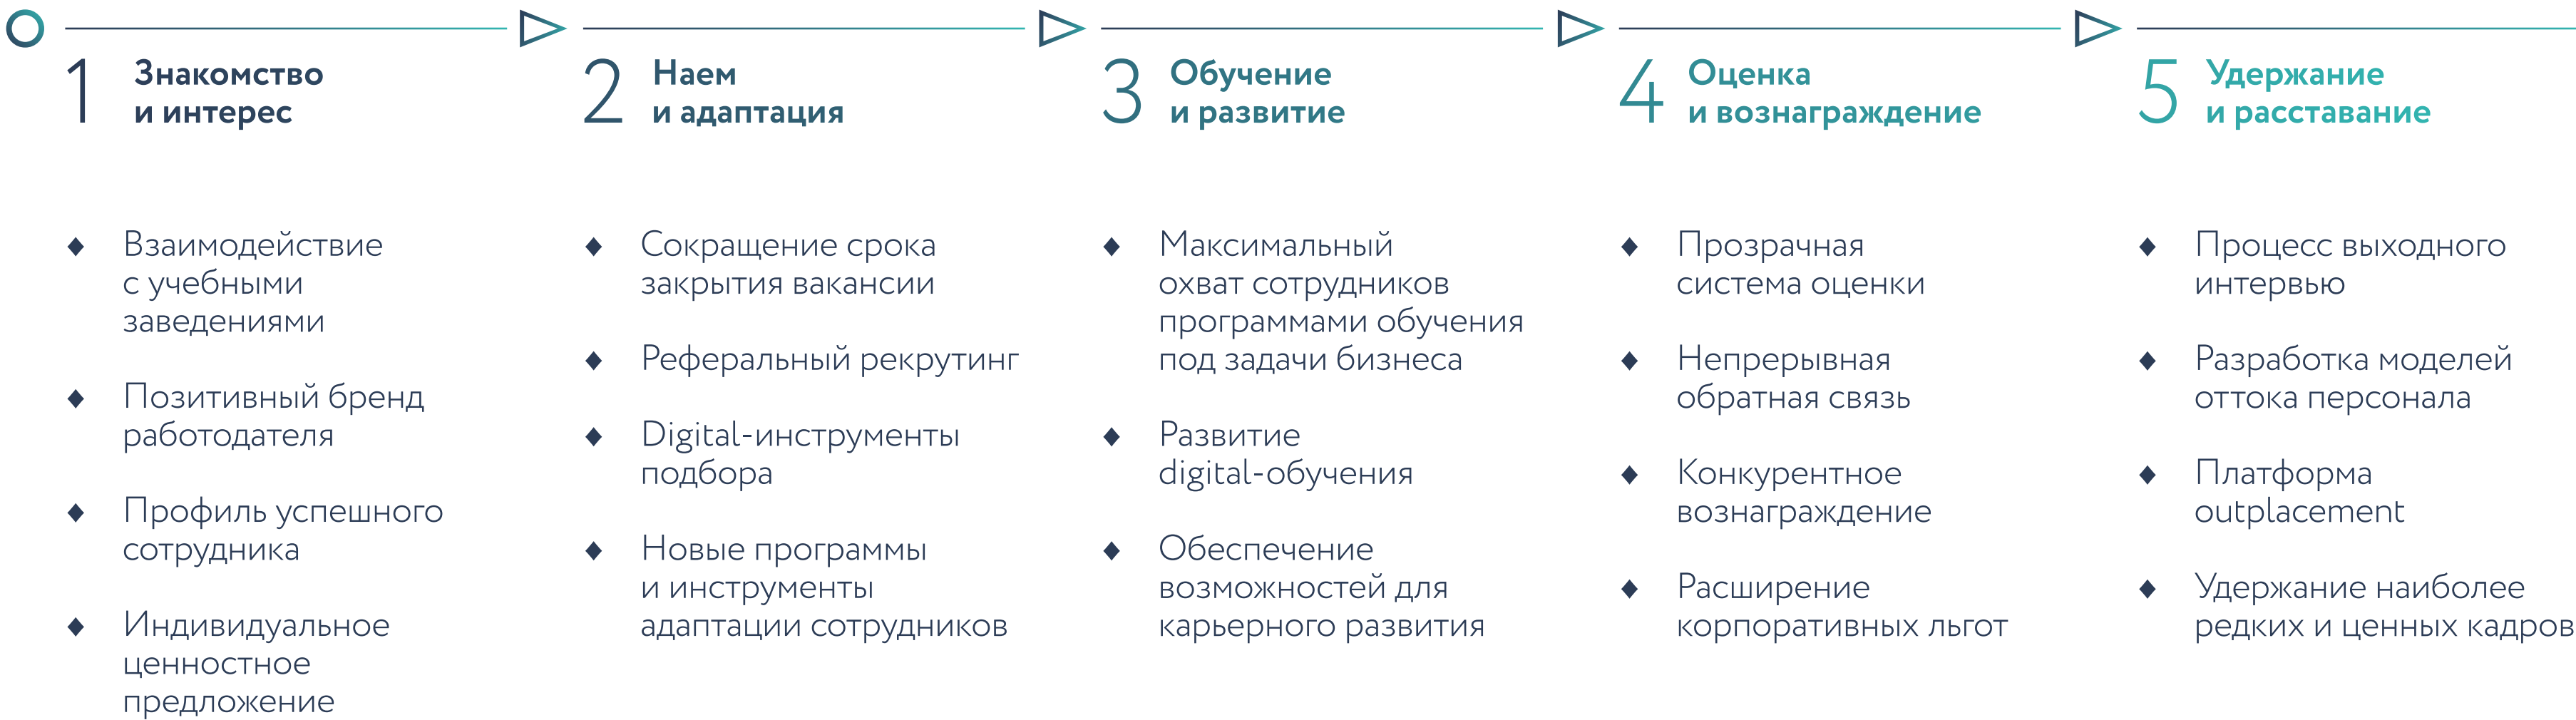 1
Знакомство
и интерес
Взаимодействие
с учебными
заведениями
Позитивный бренд
работодателя
Профиль успешного
сотрудника
Индивидуальное
ценностное
предложение
2
Наем
и адаптация
Сокращение срока
закрытия вакансии
Реферальный рекрутинг
Digital-инструменты
подбора
Новые программы
и инструменты
адаптации сотрудников
3
Обучение
и развитие
Максимальный
охват сотрудников
программами обучения
под задачи бизнеса
Развитие
digital-обучения
Обеспечение
возможностей для
карьерного развития
4
Оценка
и вознаграждение
Прозрачная
система оценки
Непрерывная
обратная связь
Конкурентное
вознаграждение
Расширение
корпоративных льгот
5
Удержание
и расставание
Процесс выходного
интервью
Разработка моделей
оттока персонала
Платформа
outplacement
Удержание наиболее
редких и ценных кадров